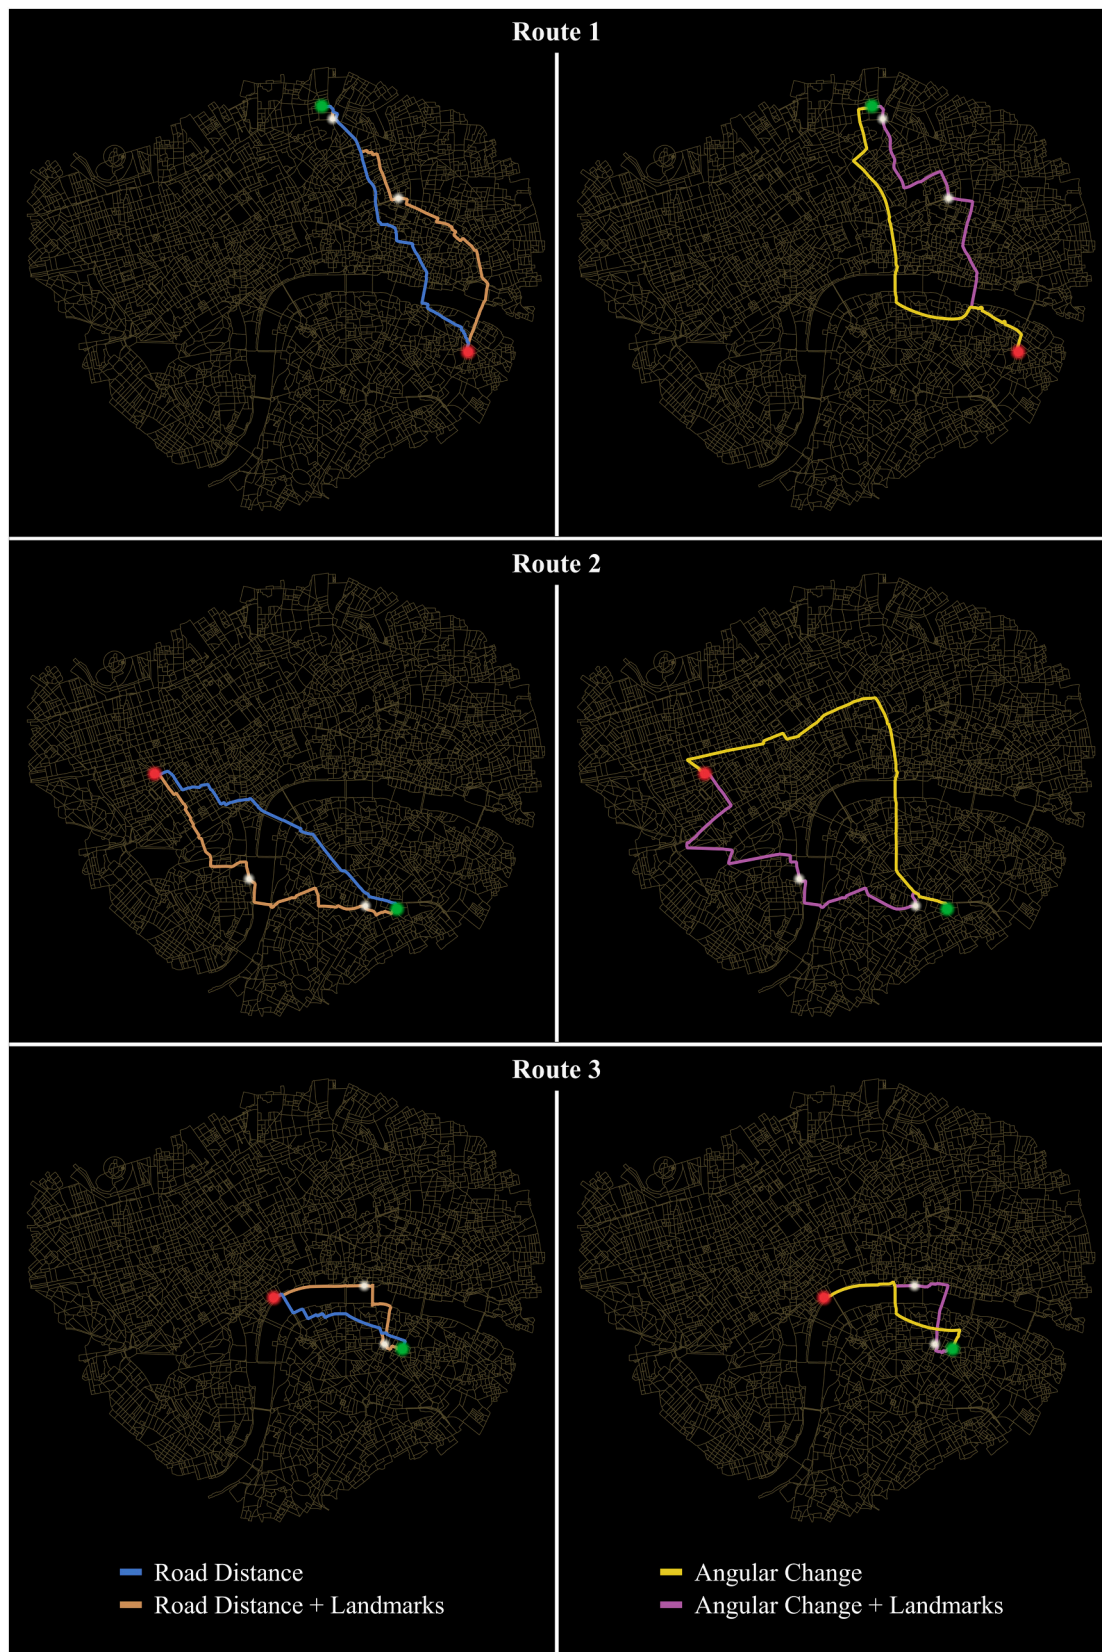 Route 1
Route 2
Route 3
Road Distance
Road Distance + Landmarks
Angular Change
Angular Change + Landmarks